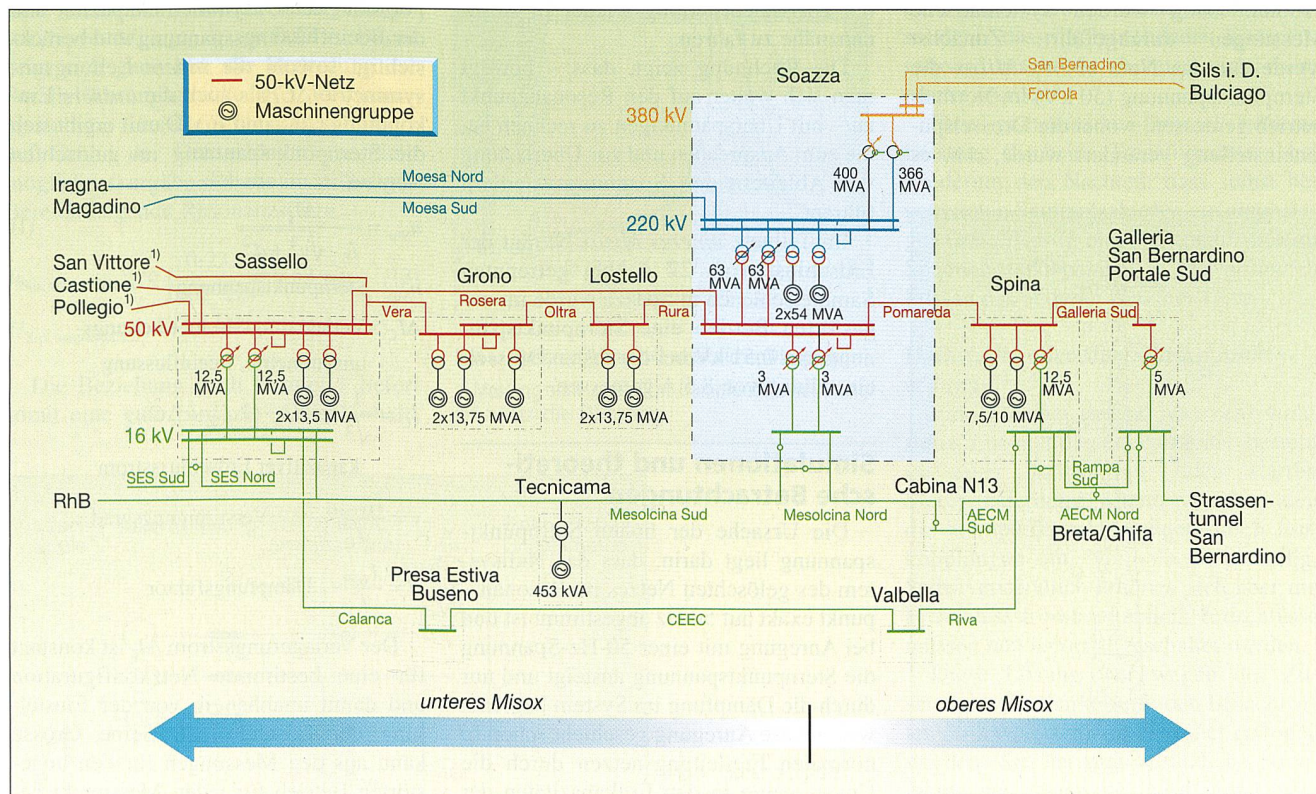 50-kV-Netz
Maschinengruppe
Soazza
San Bernadino
Forcola
Sils i. D.
Bulciago
380 kV
400
MVA
366
MVA
Iragna
Magadino
Moesa Nord
Moesa Sud
220 kV
San Vittore1)
Castione1)
Pollegio1)
Sassello
Grono
Lostello
63
MVA
63
MVA
2x54 MVA
Spina
Galleria
San Bernardino
Portale Sud
50 kV
Vera
Rosera
Oltra
Rura
Pomareda
Galleria Sud
12,5
MVA
12,5
MVA
2x13,5 MVA
2x13,75 MVA
2x13,75 MVA
3
MVA
3
MVA
7,5/10 MVA
12,5
MVA
5
MVA
16 kV
SES Sud
SES Nord
RhB
Tecnicama
453 kVA
Mesolcina Sud
Mesolcina Nord
Cabina N13
AECM
Sud
Rampa
Sud
AECM Nord
Breta/Ghifa
Strassen-
tunnel
San
Bernardino
Presa Estiva
Buseno
Valbella
Calanca
CEEC
Riva
unteres Misox
oberes Misox